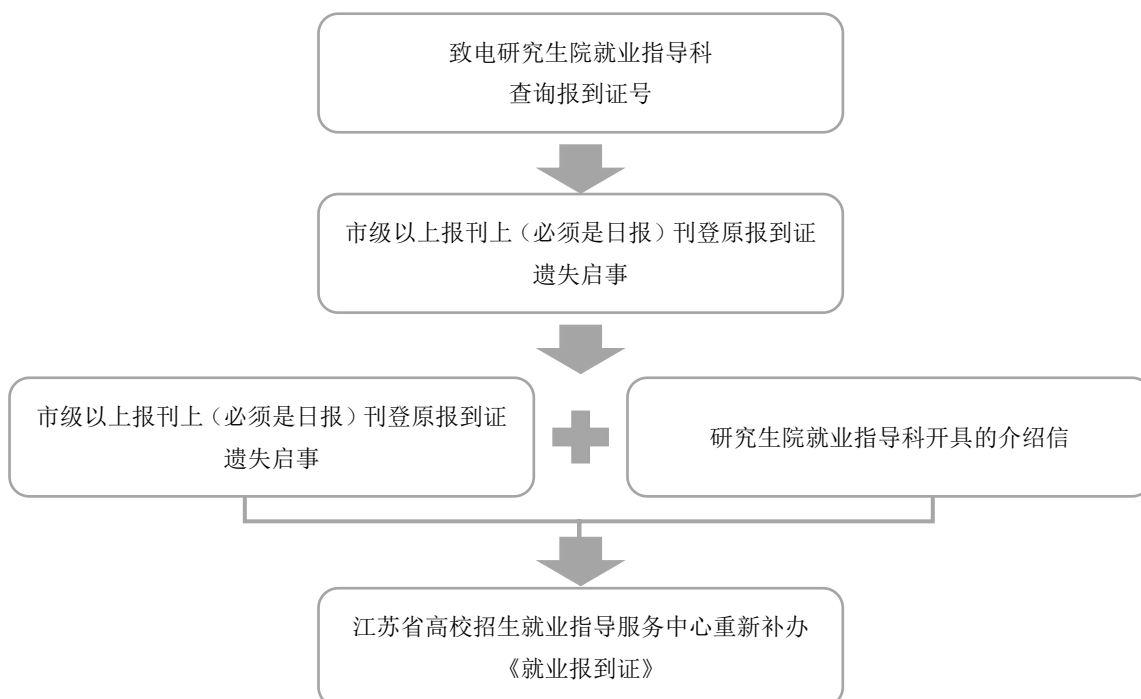 致电研究生院就业指导科
查询报到证号
市级以上报刊上（必须是日报）刊登原报到证
遗失启事
市级以上报刊上（必须是日报）刊登原报到证
遗失启事
研究生院就业指导科开具的介绍信
江苏省高校招生就业指导服务中心重新补办
《就业报到证》